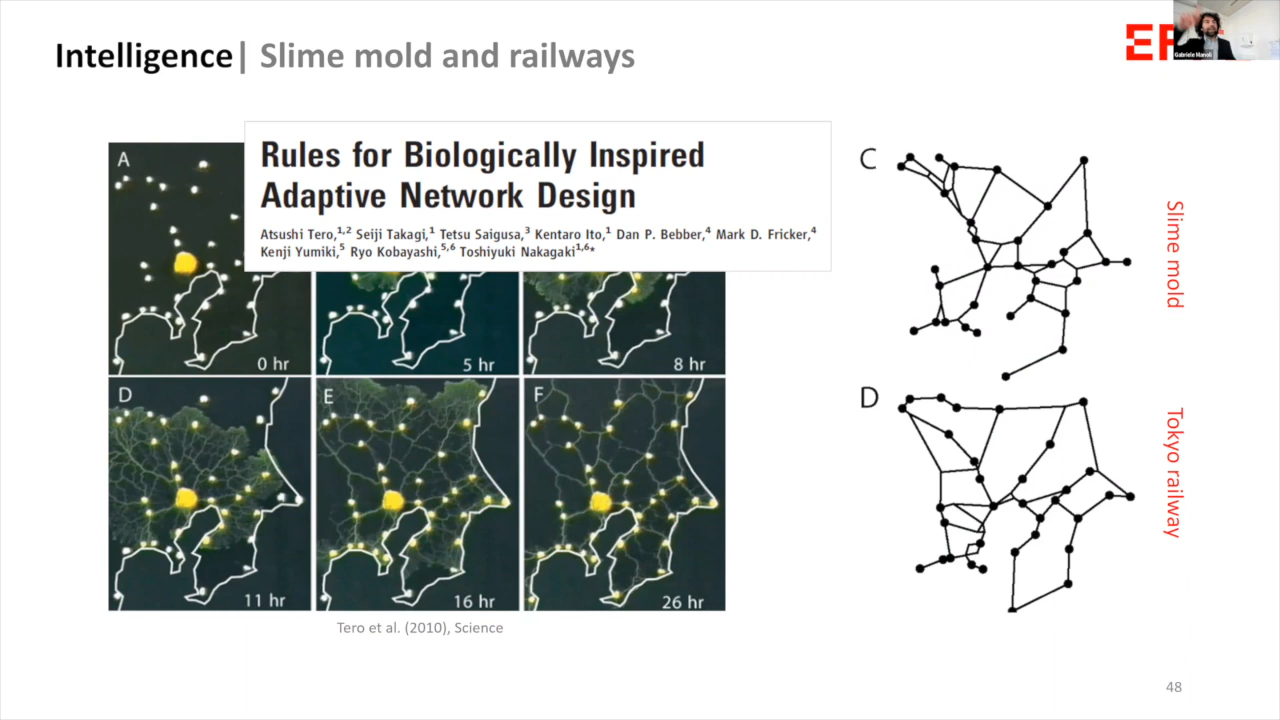 Intelligence| Slime mold and railways
Gabriele Manoli
A
Rules for Biologically Inspired
Adaptive Network Design
Atsushi Tero,1,2 Seiji Takagi,1 Tetsu Saigusa,3 Kentaro Ito,1 Dan P. Bebber,4 Mark D. Fricker,4
Kenji Yumiki,5 Ryo Kobayashi,5,6 Toshiyuki Nakagaki1,6*
0 hr
5 hr
8 hr
D
E
F
11 hr
16 hr
26 hr
Tero et al. (2010), Science
C
Slime mold
D
Tokyo railway
48